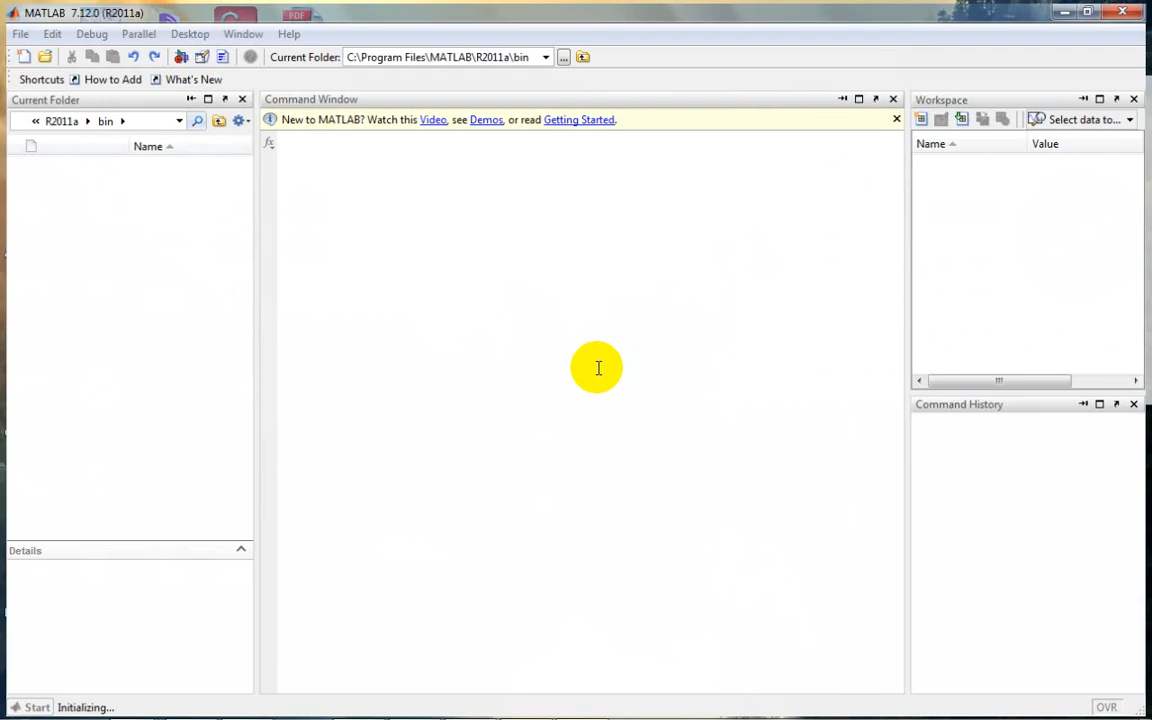 PDF
MATLAB 7.12.0 (R2011a)
File Edit Debug Parallel Desktop Window Help
Current Folder: C:\Program Files\MATLAB\R2011a\bin ...
Shortcuts How to Add What's New
Current Folder
« R2011a bin
Name
Details
Command Window
New to MATLAB? Watch this Video, see Demos, or read Getting Started.
fx
Workspace
Select data to...
Name Value
Command History
Start Initializing...
OVR